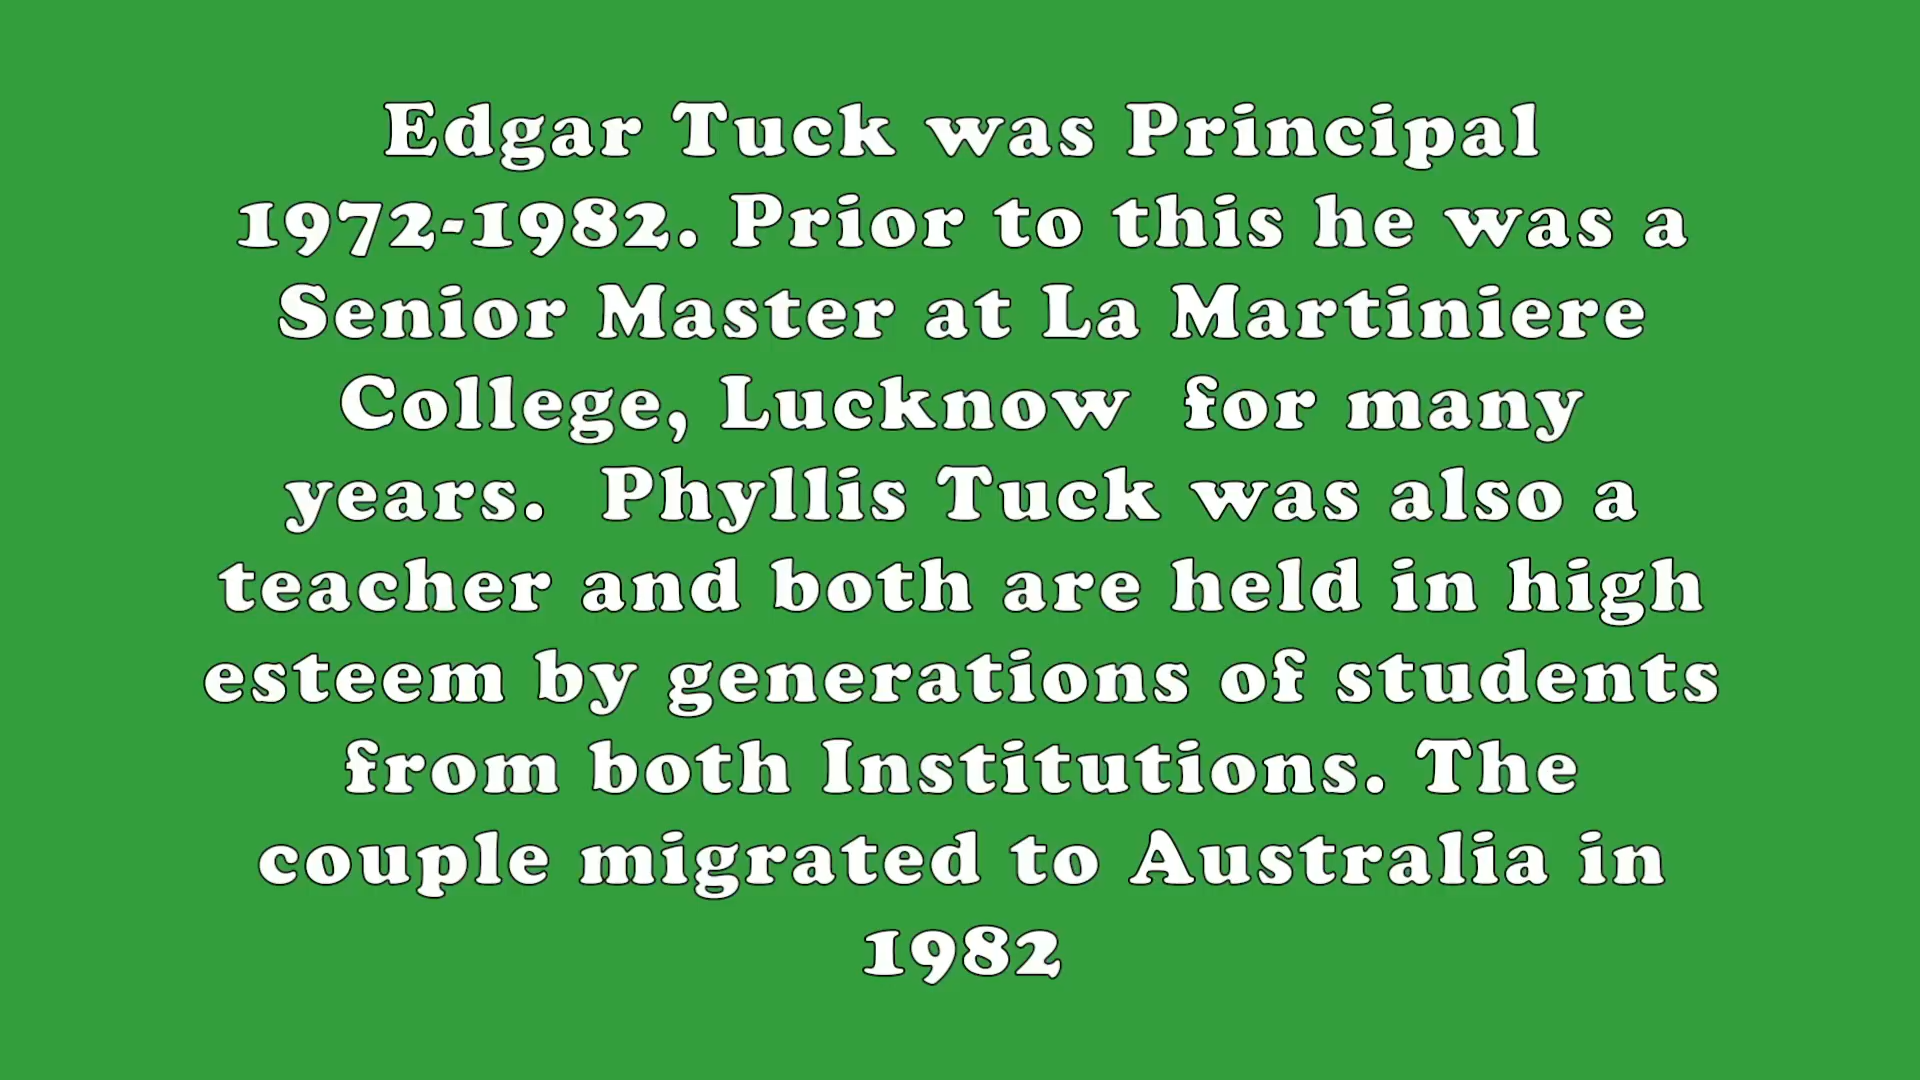 Edgar Tuck was Principal
1972-1982. Prior to this he was a
Senior Master at La Martiniere
College, Lucknow  for many
years.  Phyllis Tuck was also a
teacher and both are held in high
esteem by generations of students
from both Institutions. The
couple migrated to Australia in
1982